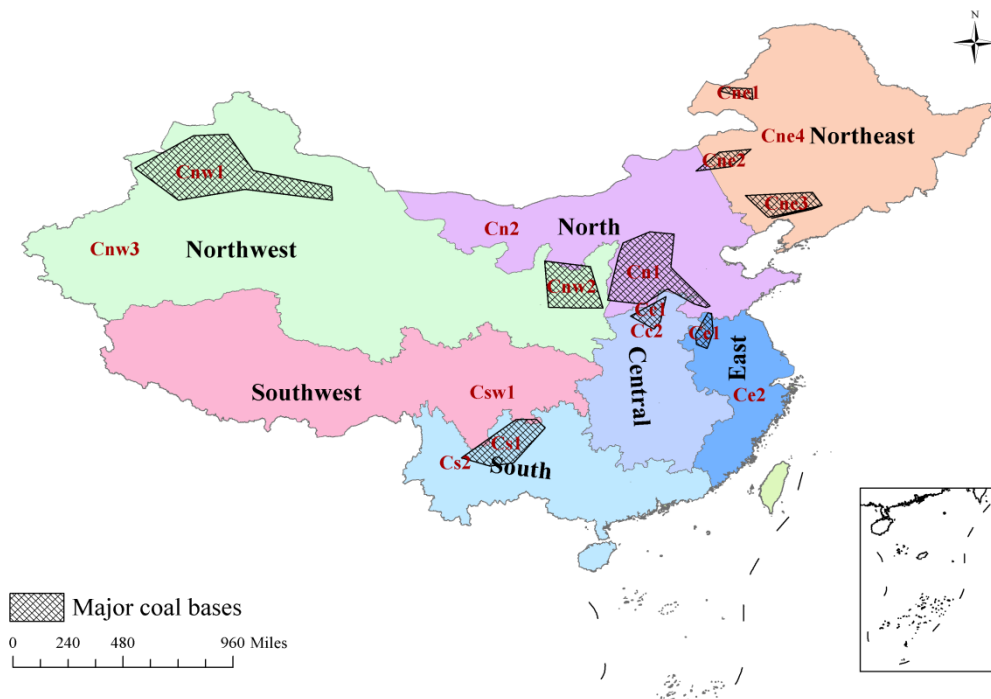 N
Cne1
Cne4
Northeast
Cne2
Cnw1
Cne3
Cn2
North
Cnw3
Northwest
Cn1
Cnw2
Cc1
Cc2
Ce1
East
Central
Southwest
Csw1
Ce2
Cs1
Cs2
South
Major coal bases
0 240 480 960 Miles